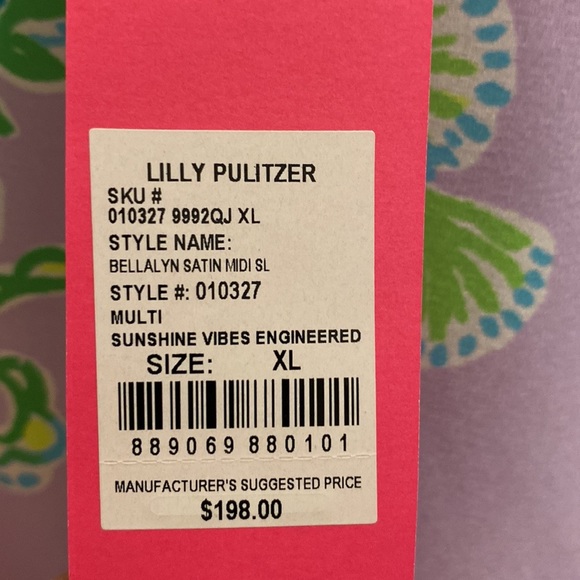 LILLY PULITZER
SKU #
010327 9992QJ XL
STYLE NAME:
BELLALYN SATIN MIDI SL
STYLE #: 010327
MULTI
SUNSHINE VIBES ENGINEERED
SIZE: XL
889069 880101
MANUFACTURER'S SUGGESTED PRICE
$198.00